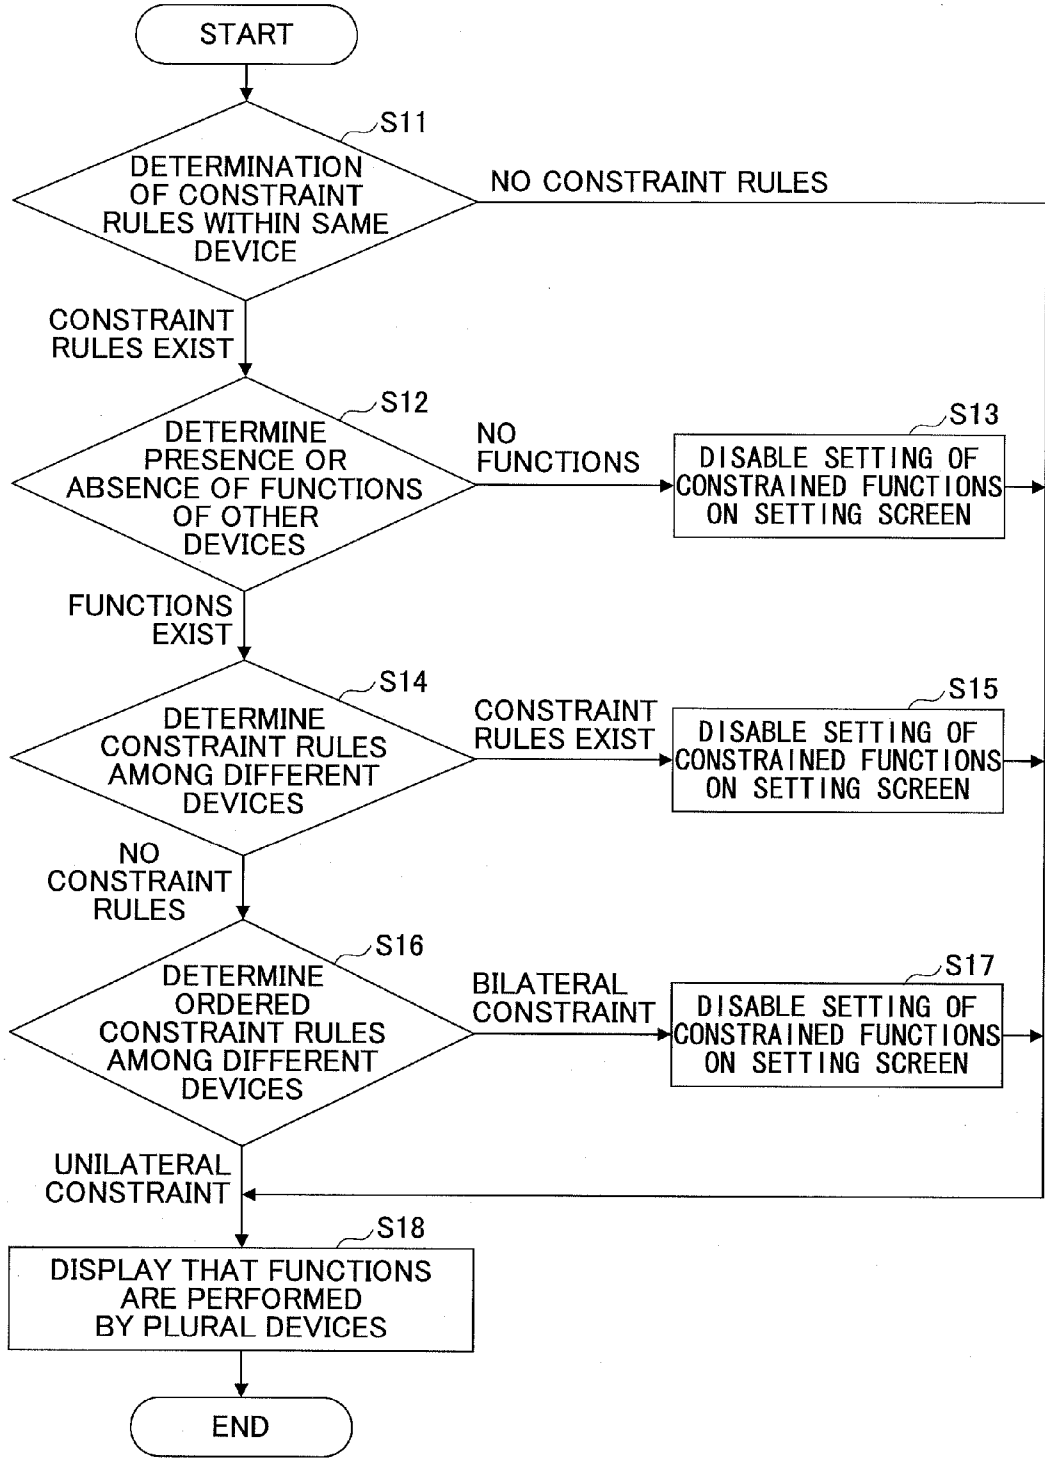 START
S11
DETERMINATION
OF CONSTRAINT
RULES WITHIN SAME
DEVICE
NO CONSTRAINT RULES
CONSTRAINT
RULES EXIST
S12
DETERMINE
PRESENCE OR
ABSENCE OF FUNCTIONS
OF OTHER
DEVICES
NO
FUNCTIONS
S13
DISABLE SETTING OF
CONSTRAINED FUNCTIONS
ON SETTING SCREEN
FUNCTIONS
EXIST
S14
DETERMINE
CONSTRAINT RULES
AMONG DIFFERENT
DEVICES
CONSTRAINT
RULES EXIST
S15
DISABLE SETTING OF
CONSTRAINED FUNCTIONS
ON SETTING SCREEN
NO
CONSTRAINT
RULES
S16
DETERMINE
ORDERED
CONSTRAINT RULES
AMONG DIFFERENT
DEVICES
BILATERAL
CONSTRAINT
S17
DISABLE SETTING OF
CONSTRAINED FUNCTIONS
ON SETTING SCREEN
UNILATERAL
CONSTRAINT
S18
DISPLAY THAT FUNCTIONS
ARE PERFORMED
BY PLURAL DEVICES
END